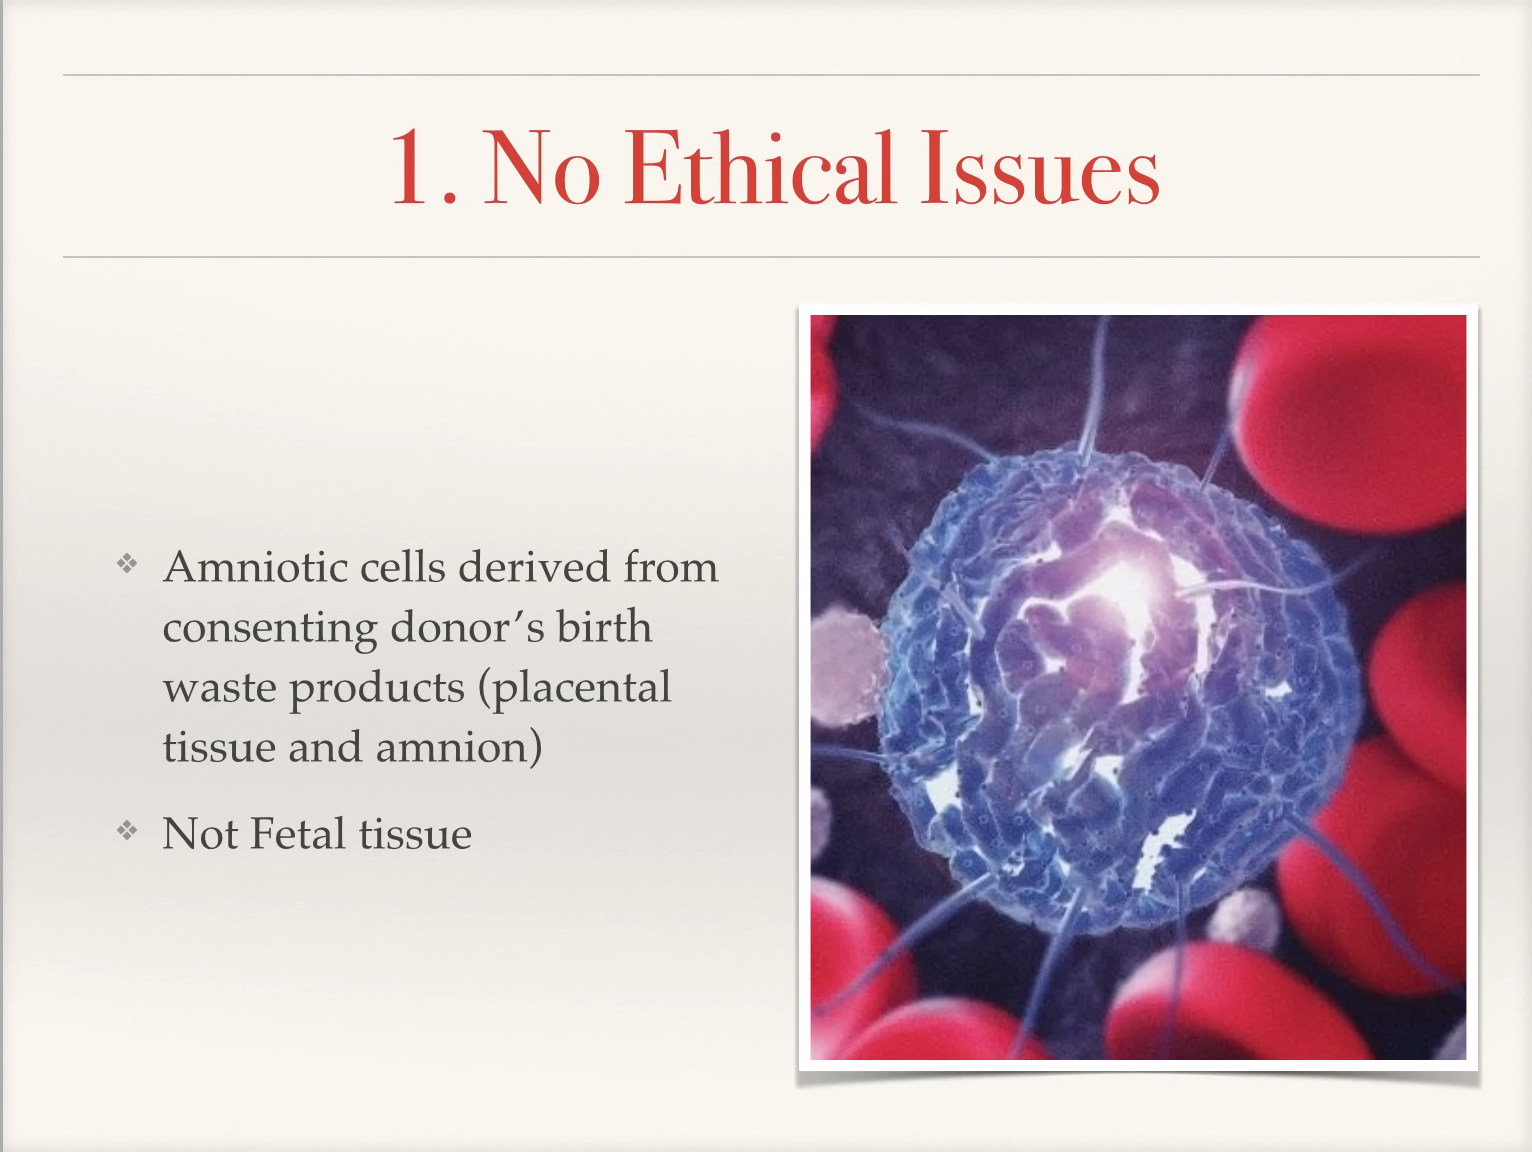 1. No Ethical Issues
❖ Amniotic cells derived from
consenting donor’s birth
waste products (placental
tissue and amnion)
❖ Not Fetal tissue